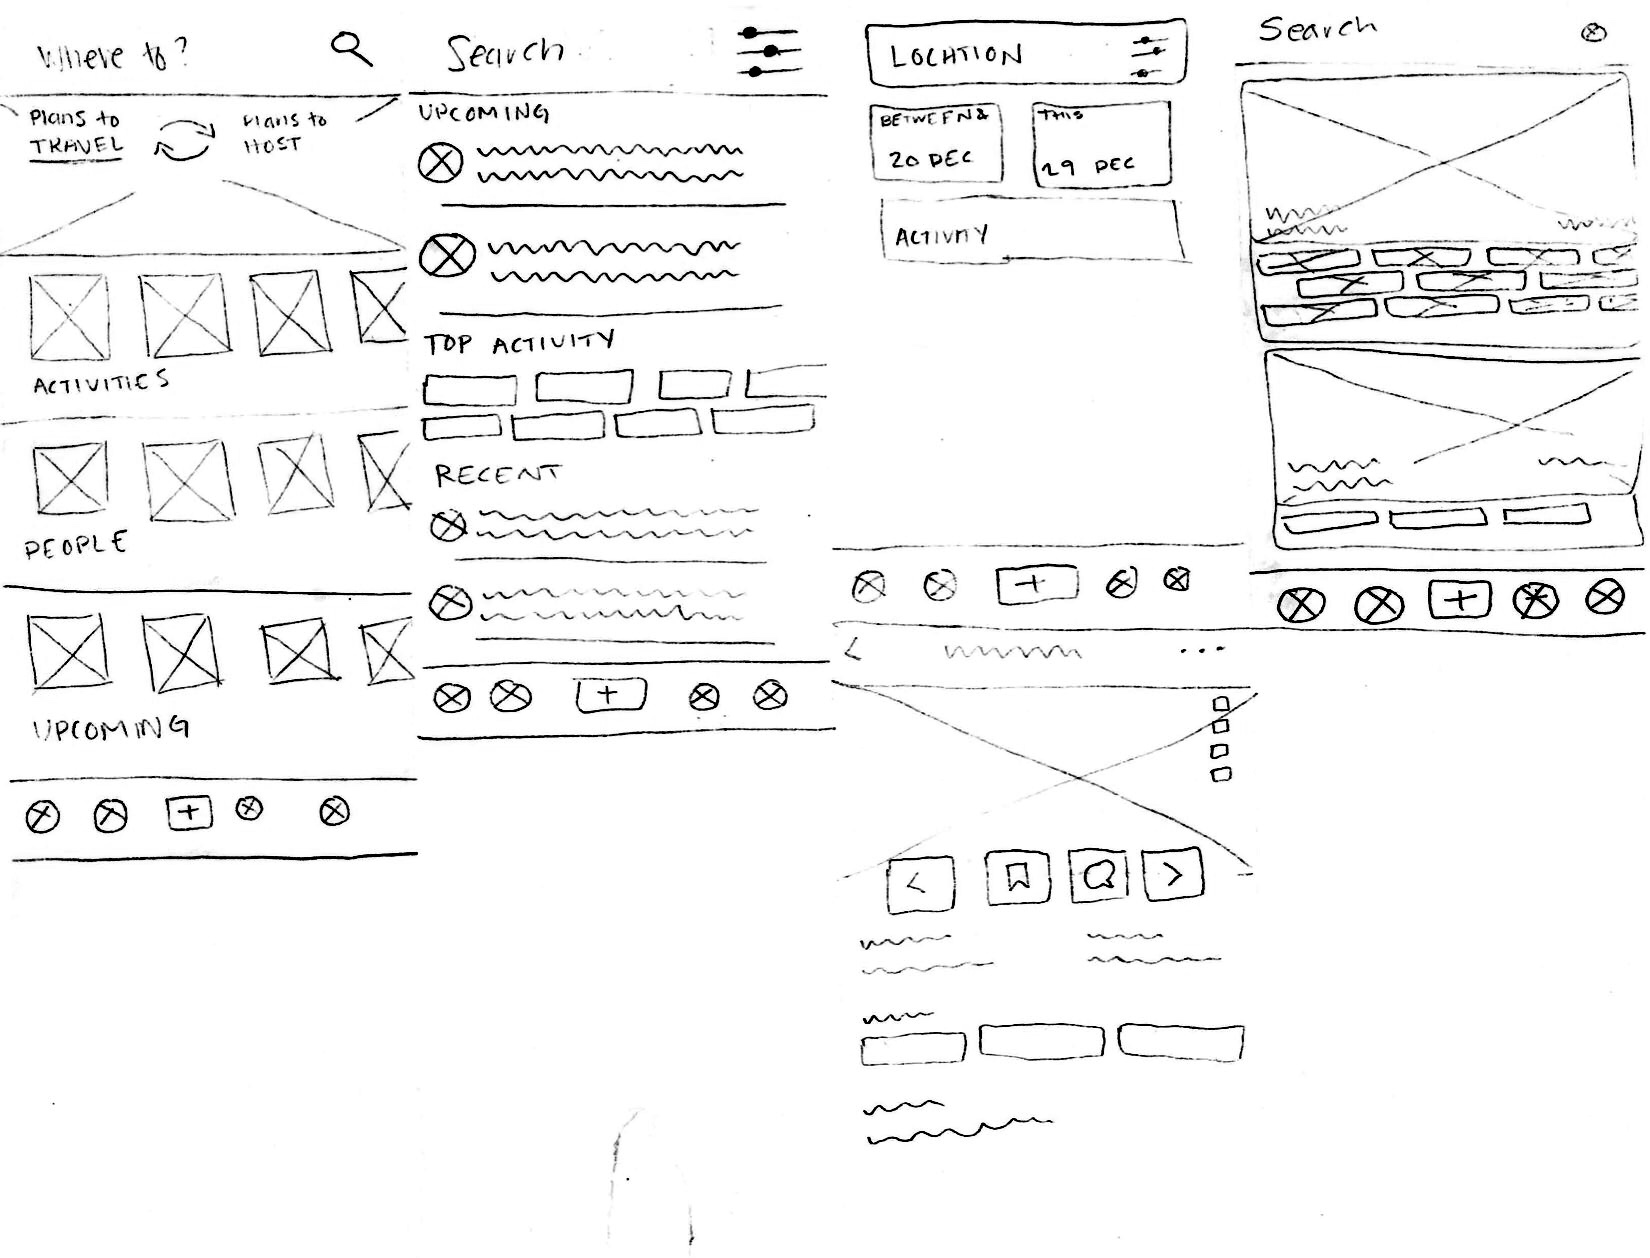 Where to?
Plans to
TRAVEL
Plans to
HOST
ACTIVITIES
PEOPLE
UPCOMING
Search
UPCOMING
TOP ACTIVITY
RECENT
LOCATION
BETWEEN &
20 DEC
THIS
29 DEC
ACTIVITY
Search